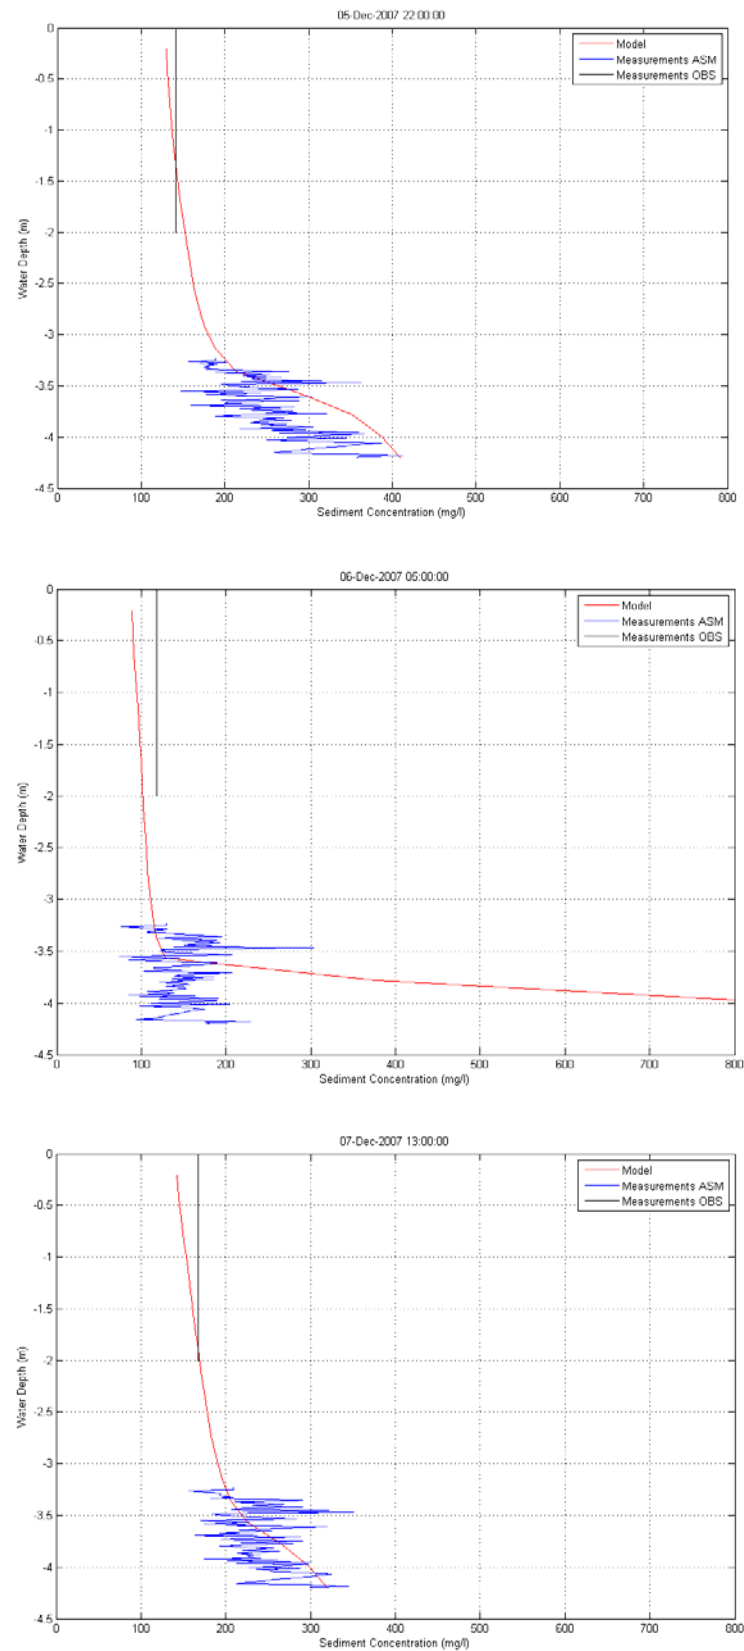 05-Dec-2007 22:00:00
Model
Measurements ASM
Measurements OBS
0
-0.5
-1
-1.5
-2
-2.5
-3
-3.5
-4
-4.5
Water Depth (m)
0 100 200 300 400 500 600 700 800
Sediment Concentration (mg/l)
06-Dec-2007 05:00:00
Model
Measurements ASM
Measurements OBS
0
-0.5
-1
-1.5
-2
-2.5
-3
-3.5
-4
-4.5
Water Depth (m)
0 100 200 300 400 500 600 700 800
Sediment Concentration (mg/l)
07-Dec-2007 13:00:00
Model
Measurements ASM
Measurements OBS
0
-0.5
-1
-1.5
-2
-2.5
-3
-3.5
-4
-4.5
Water Depth (m)
0 100 200 300 400 500 600 700 800
Sediment Concentration (mg/l)